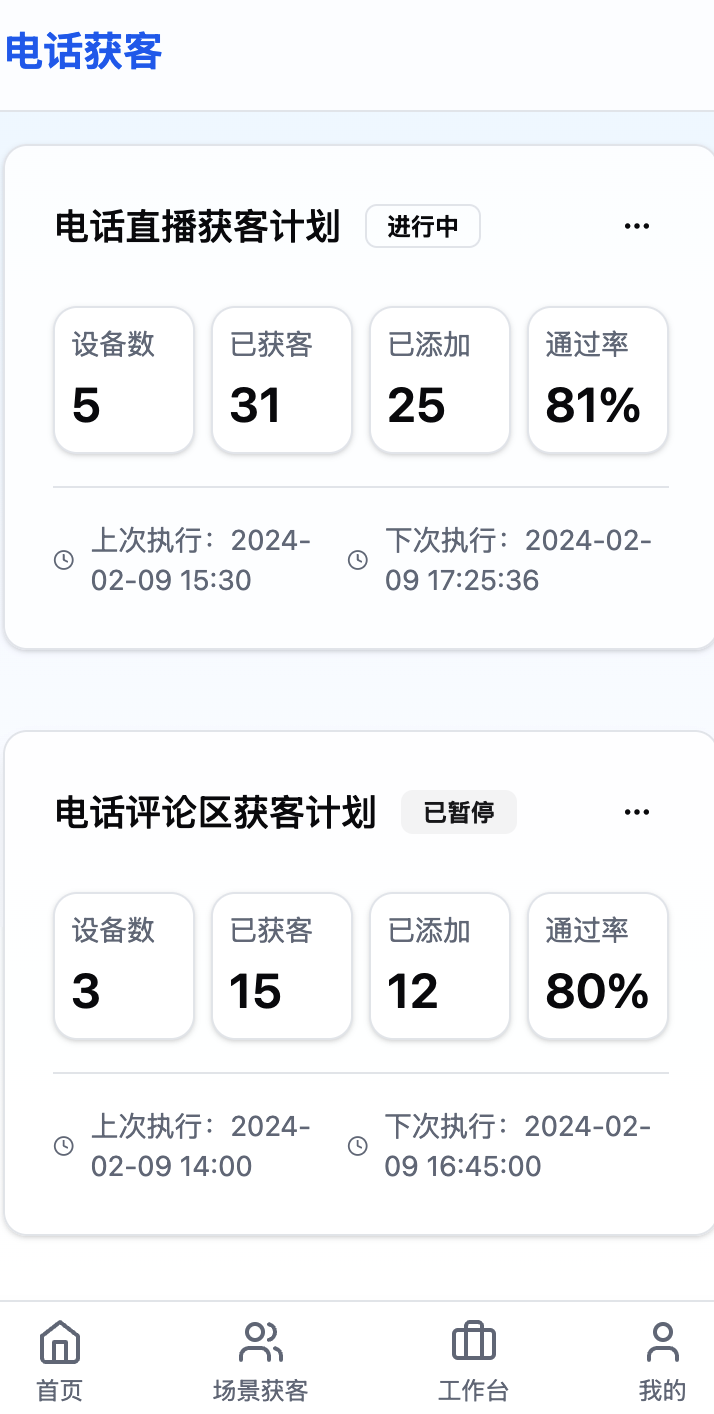 电话获客
电话直播获客计划 进行中 ···
设备数 已获客 已添加 通过率
5 31 25 81%
上次执行：2024-
02-09 15:30
下次执行：2024-02-
09 17:25:36
电话评论区获客计划 已暂停 ···
设备数 已获客 已添加 通过率
3 15 12 80%
上次执行：2024-
02-09 14:00
下次执行：2024-02-
09 16:45:00
首页 场景获客 工作台 我的